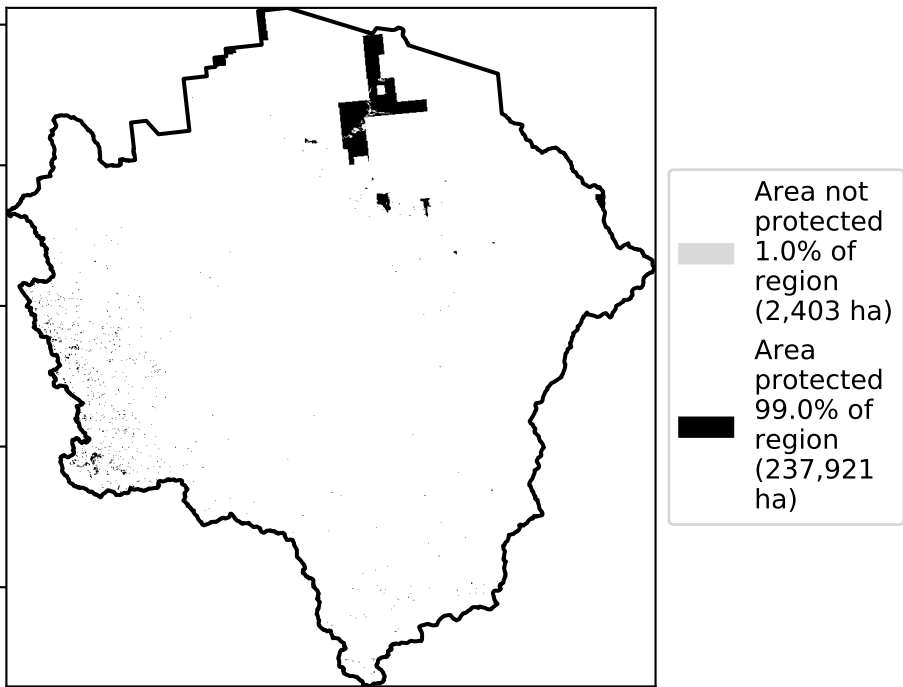 Area not
protected
1.0% of
region
(2,403 ha)
Area
protected
99.0% of
region
(237,921
ha)